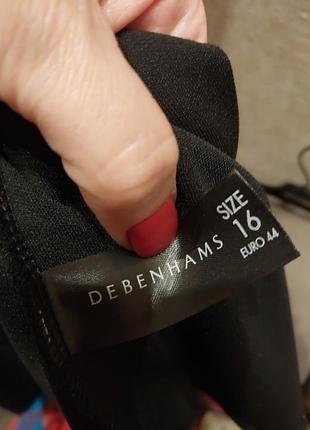 DEBENHAMS
SIZE
16
EURO 44